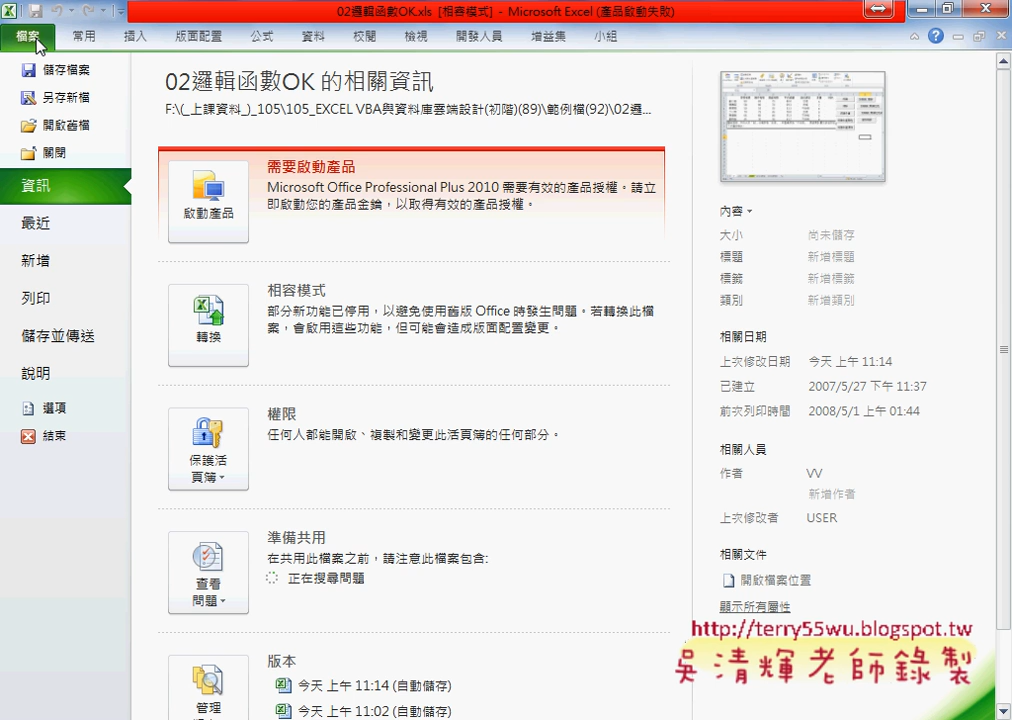 02邏輯函數OK.xls [相容模式] - Microsoft Excel (產品啟動失敗)
檔案 常用 插入 版面配置 公式 資料 校閱 檢視 開發人員 增益集 小組
儲存檔案
另存新檔
開啟舊檔
關閉
資訊
最近
新增
列印
儲存並傳送
說明
選項
結束
02邏輯函數OK 的相關資訊
F:\(_上課資料_)_105\105_EXCEL VBA與資料庫雲端設計(初階)(89)\範例檔(92)\02邏...
啟動產品
需要啟動產品
Microsoft Office Professional Plus 2010 需要有效的產品授權。請立
即啟動您的產品金鑰，以取得有效的產品授權。
轉換
相容模式
部分新功能已停用，以避免使用舊版 Office 時發生問題。若轉換此檔
案，會啟用這些功能，但可能會造成版面配置變更。
保護活
頁簿
權限
任何人都能開啟、複製和變更此活頁簿的任何部分。
查看
問題
準備共用
在共用此檔案之前，請注意此檔案包含:
正在搜尋問題
管理
版本
今天 上午 11:14 (自動儲存)
今天 上午 11:02 (自動儲存)
內容
大小 尚未儲存
標題 新增標題
標籤 新增標籤
類別 新增類別
相關日期
上次修改日期 今天 上午 11:14
已建立 2007/5/27 下午 11:37
前次列印時間 2008/5/1 上午 01:44
相關人員
作者 VV
新增作者
上次修改者 USER
相關文件
開啟檔案位置
顯示所有屬性
http://terry55wu.blogspot.tw
吳清輝老師錄製